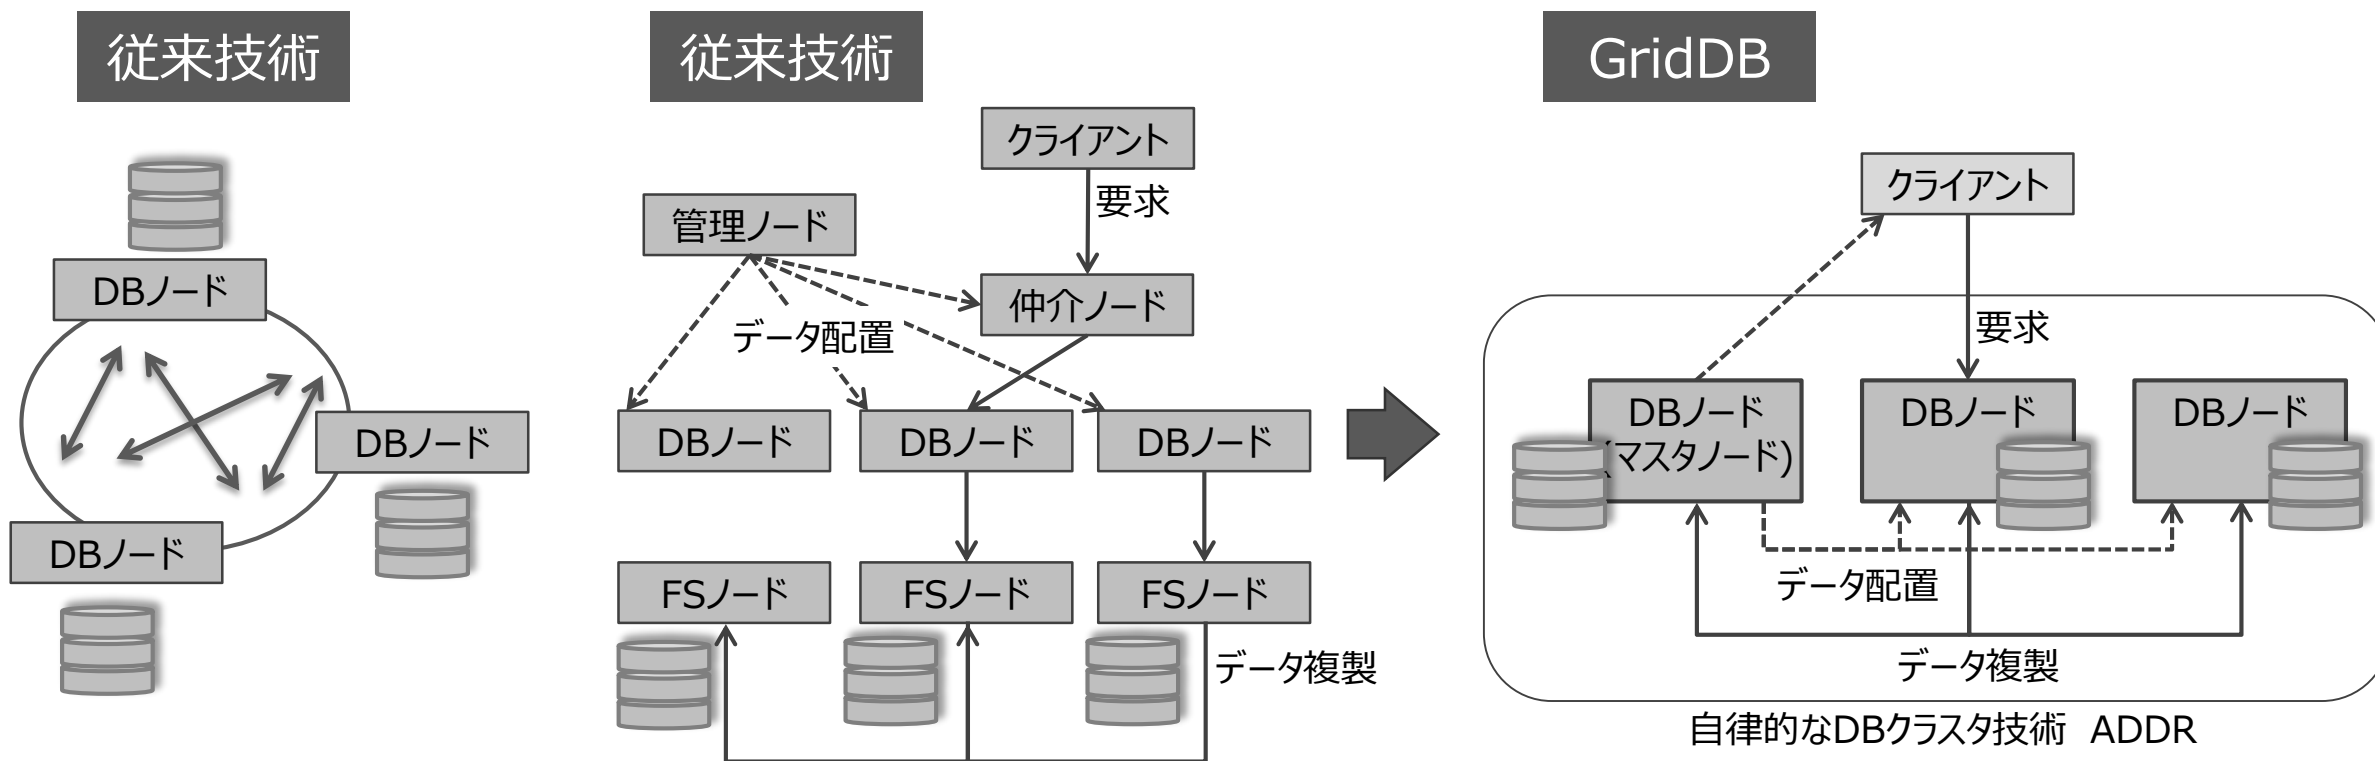 従来技術
DBノード
DBノード
DBノード
従来技術
クライアント
要求
管理ノード
仲介ノード
データ配置
DBノード
DBノード
DBノード
FSノード
FSノード
FSノード
データ複製
GridDB
クライアント
要求
DBノード
(マスタノード)
DBノード
DBノード
データ配置
データ複製
自律的なDBクラスタ技術 ADDR